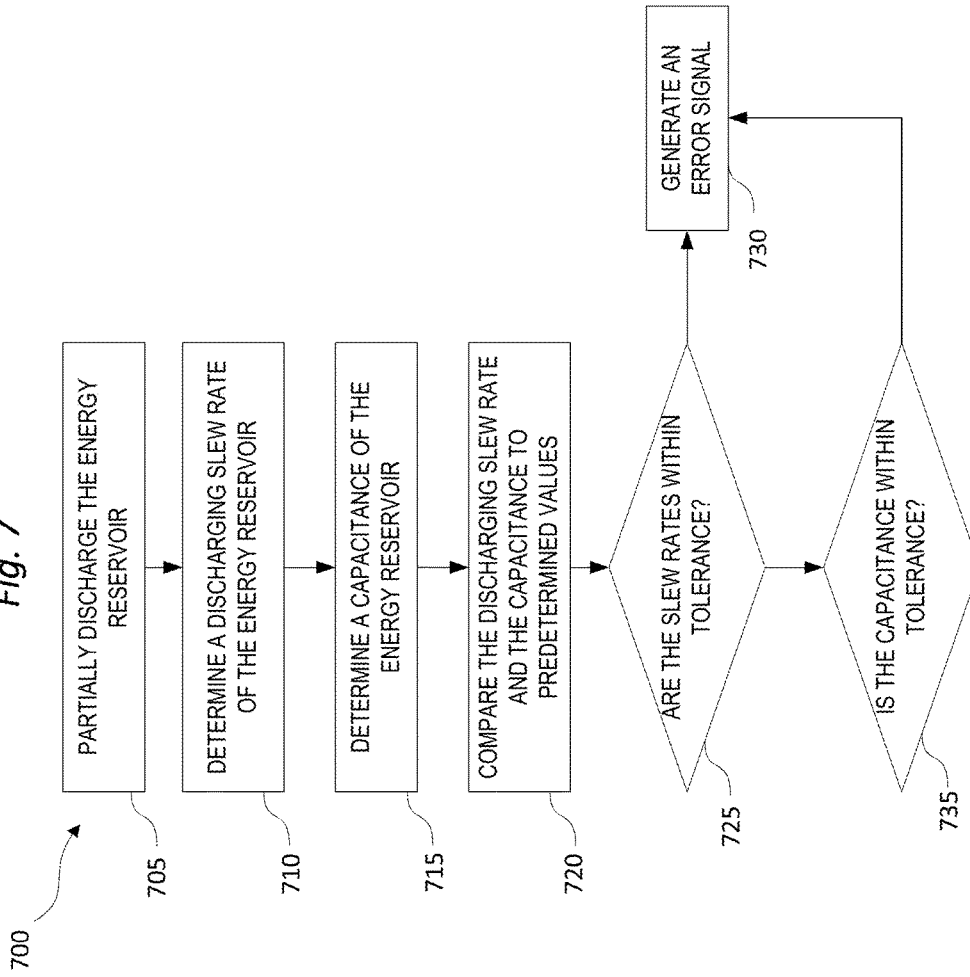 Fig. 7
700
PARTIALLY DISCHARGE THE ENERGY
RESERVOIR
705
DETERMINE A DISCHARGING SLEW RATE
OF THE ENERGY RESERVOIR
710
DETERMINE A CAPACITANCE OF THE
ENERGY RESERVOIR
715
COMPARE THE DISCHARGING SLEW RATE
AND THE CAPACITANCE TO
PREDETERMINED VALUES
720
ARE THE SLEW RATES WITHIN
TOLERANCE?
725
GENERATE AN
ERROR SIGNAL
730
IS THE CAPACITANCE WITHIN
TOLERANCE?
735